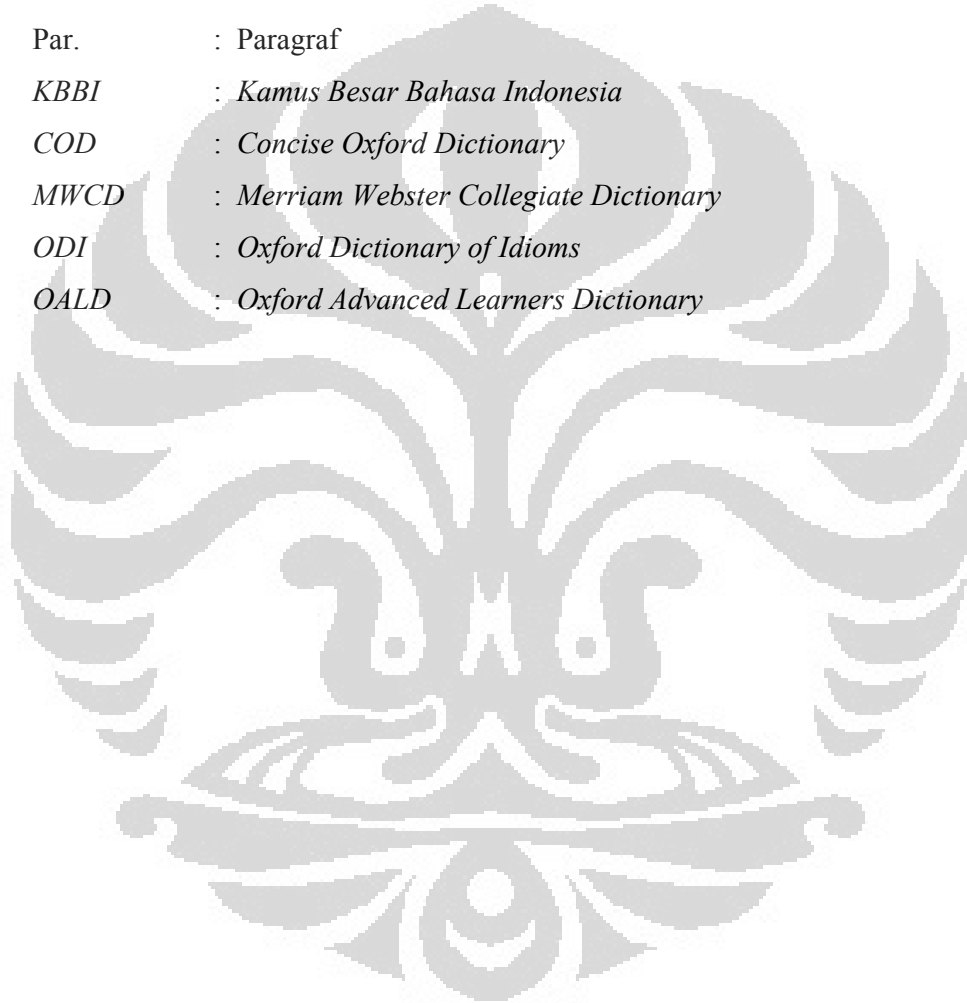 Par. : Paragraf
KBBI : Kamus Besar Bahasa Indonesia
COD : Concise Oxford Dictionary
MWCD : Merriam Webster Collegiate Dictionary
ODI : Oxford Dictionary of Idioms
OALD : Oxford Advanced Learners Dictionary